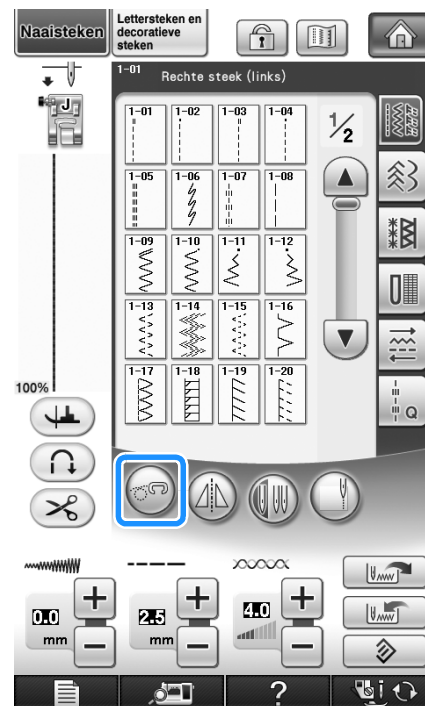 Naaisteken
Lettersteken en
decoratieve
steken
1-01
Rechte steek (links)
J
1-01 1-02 1-03 1-04
1/2
1-05 1-06 1-07 1-08
1-09 1-10 1-11 1-12
1-13 1-14 1-15 1-16
1-17 1-18 1-19 1-20
100%
Q
0.0 2.5 4.0
mm mm
?